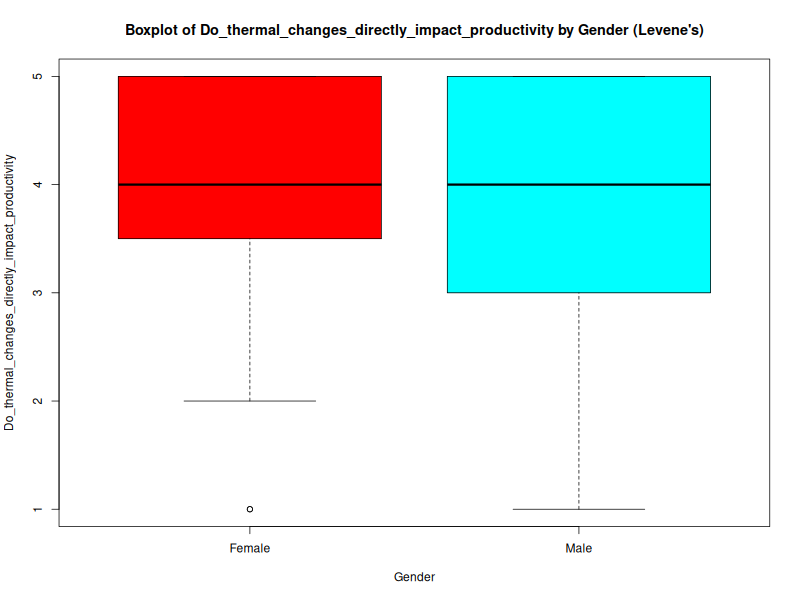 Boxplot of Do_thermal_changes_directly_impact_productivity by Gender (Levene's)
Do_thermal_changes_directly_impact_productivity
5
4
3
2
1
Female Male
Gender